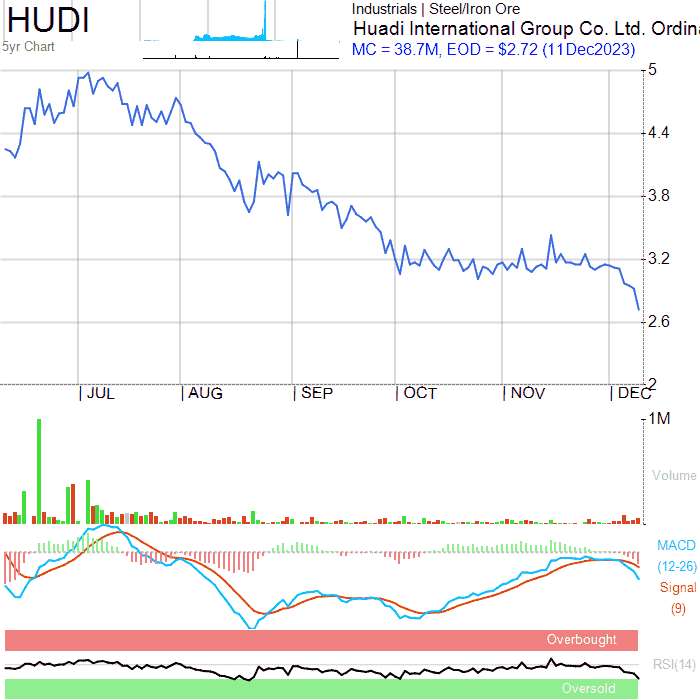 HUDI
5yr Chart
Industrials | Steel/Iron Ore
Huadi International Group Co. Ltd. Ordina
MC = 38.7M, EOD = $2.72 (11Dec2023)
5
4.4
3.8
3.2
2.6
2
JUL AUG SEP OCT NOV DEC
1M
Volume
MACD
(12-26)
Signal
(9)
Overbought
RSI(14)
Oversold